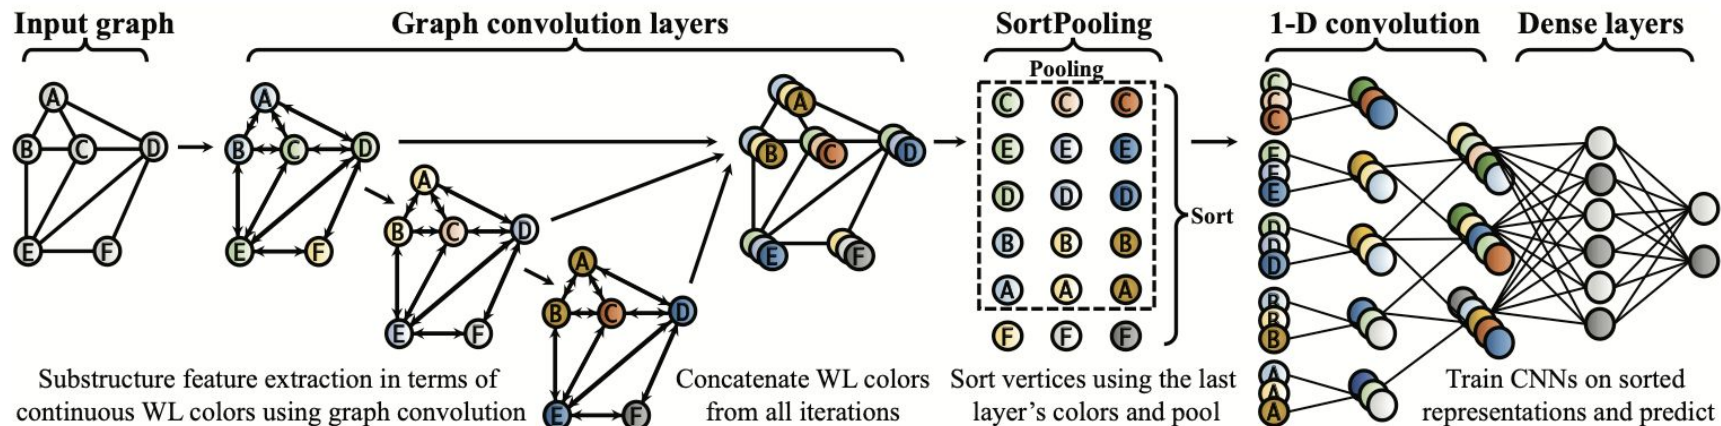 Input graph
Graph convolution layers
SortPooling
1-D convolution
Dense layers
Pooling
A
B C D
E F
A
B C D
E F
A
B C D
E F
A
B C D
E F
A
B C D
E F
C C C
E E E
D D D
B B B
A A A
F F F
Sort
C
C
C
E
E
E
D
D
D
B
B
B
A
A
A
Substructure feature extraction in terms of
continuous WL colors using graph convolution
Concatenate WL colors
from all iterations
Sort vertices using the last
layer's colors and pool
Train CNNs on sorted
representations and predict